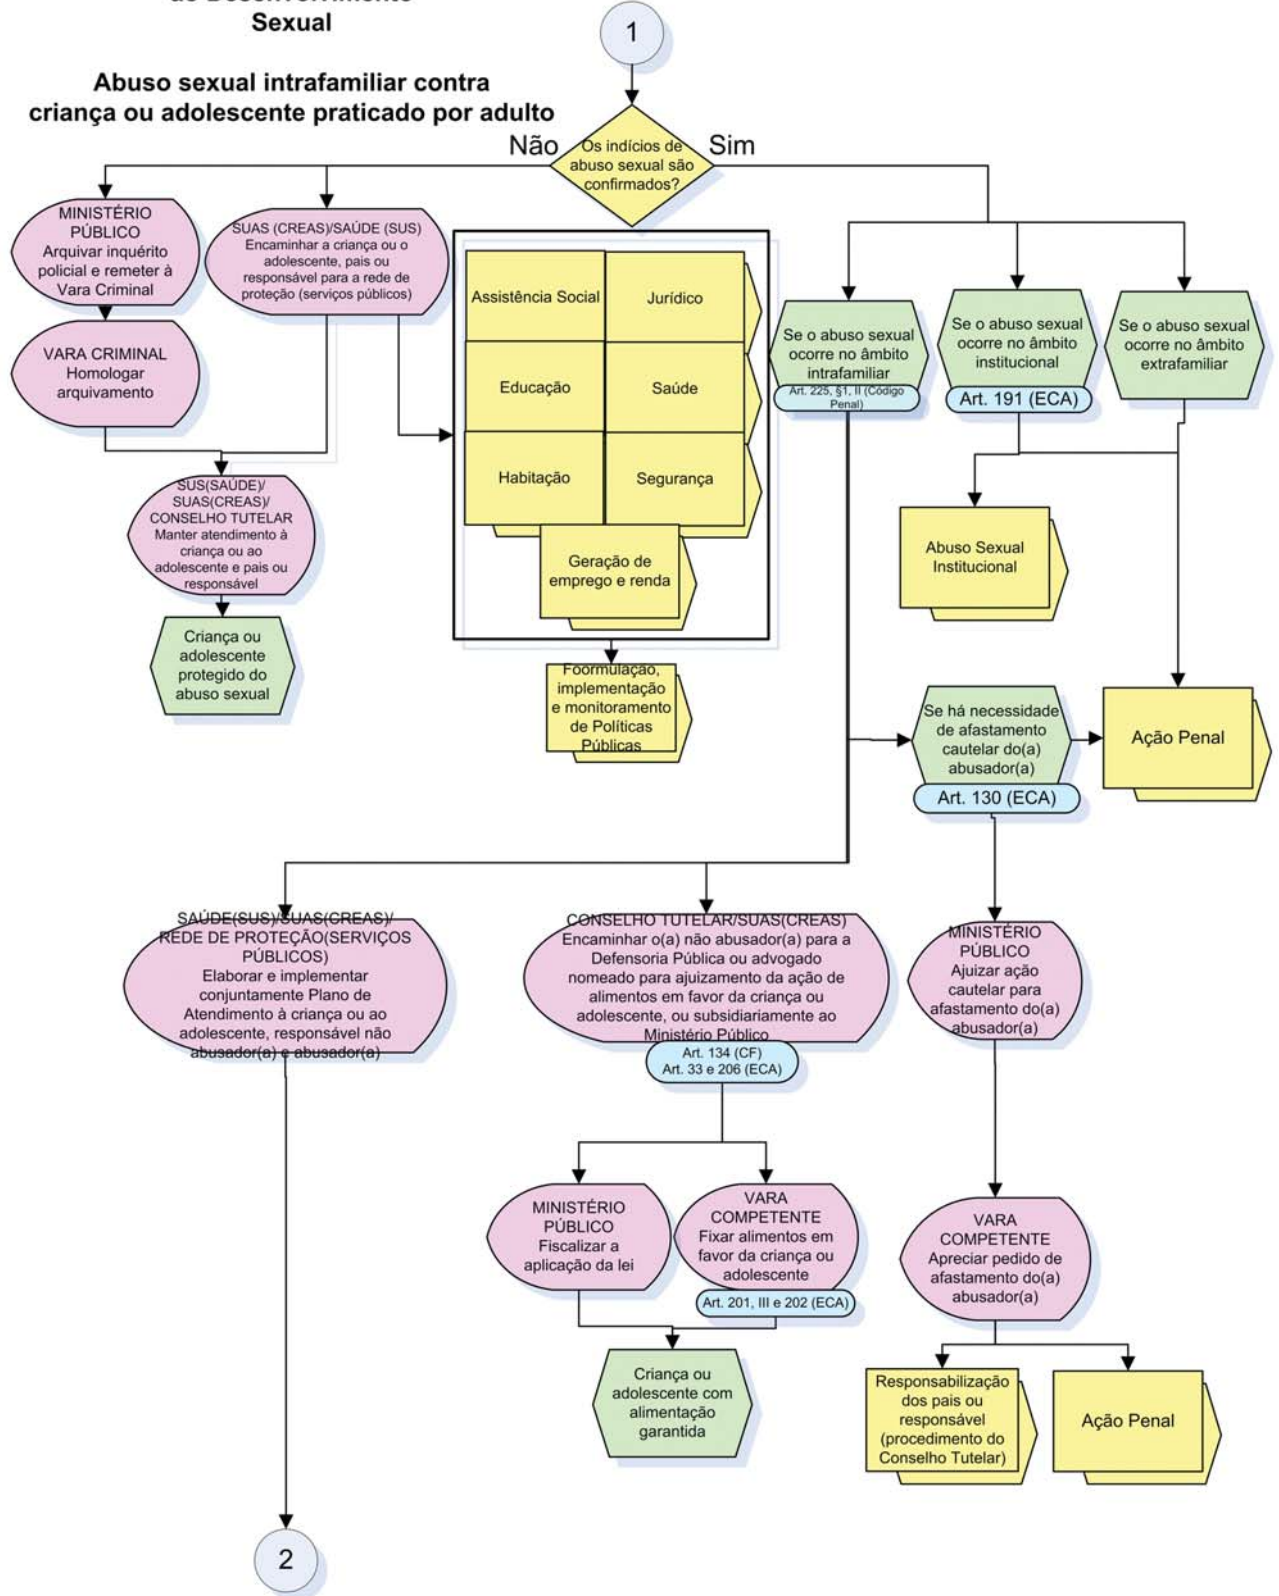 Sexual
Abuso sexual intrafamiliar contra
criança ou adolescente praticado por adulto
1
Não
Os indícios de
abuso sexual são
confirmados?
Sim
MINISTÉRIO
PÚBLICO
Arquivar inquérito
policial e remeter à
Vara Criminal
SUAS (CREAS)/SAÚDE (SUS)
Encaminhar a criança ou o
adolescente, pais ou
responsável para a rede de
proteção (serviços públicos)
VARA CRIMINAL
Homologar
arquivamento
SUS(SAÚDE)/
SUAS(CREAS)/
CONSELHO TUTELAR
Manter atendimento à
criança ou ao
adolescente e pais ou
responsável
Criança ou
adolescente
protegido do
abuso sexual
Assistência Social
Jurídico
Educação
Saúde
Habitação
Segurança
Geração de
emprego e renda
Foormulação,
implementação
e monitoramento
de Políticas
Públicas
Se o abuso sexual
ocorre no âmbito
intrafamiliar
Art. 225, §1, II (Código
Penal)
Se o abuso sexual
ocorre no âmbito
institucional
Art. 191 (ECA)
Se o abuso sexual
ocorre no âmbito
extrafamiliar
Abuso Sexual
Institucional
Se há necessidade
de afastamento
cautelar do(a)
abusador(a)
Art. 130 (ECA)
Ação Penal
SAÚDE(SUS)/SUAS(CREAS)/
REDE DE PROTEÇÃO(SERVIÇOS
PÚBLICOS)
Elaborar e implementar
conjuntamente Plano de
Atendimento à criança ou ao
adolescente, responsável não
abusador(a) e abusador(a)
CONSELHO TUTELAR/SUAS(CREAS)
Encaminhar o(a) não abusador(a) para a
Defensoria Pública ou advogado
nomeado para ajuizamento da ação de
alimentos em favor da criança ou
adolescente, ou subsidiariamente ao
Ministério Público
Art. 134 (CF)
Art. 33 e 206 (ECA)
MINISTÉRIO
PÚBLICO
Ajuizar ação
cautelar para
afastamento do(a)
abusador(a)
MINISTÉRIO
PÚBLICO
Fiscalizar a
aplicação da lei
VARA
COMPETENTE
Fixar alimentos em
favor da criança ou
adolescente
Art. 201, III e 202 (ECA)
VARA
COMPETENTE
Apreciar pedido de
afastamento do(a)
abusador(a)
Criança ou
adolescente com
alimentação
garantida
Responsabilização
dos pais ou
responsável
(procedimento do
Conselho Tutelar)
Ação Penal
2